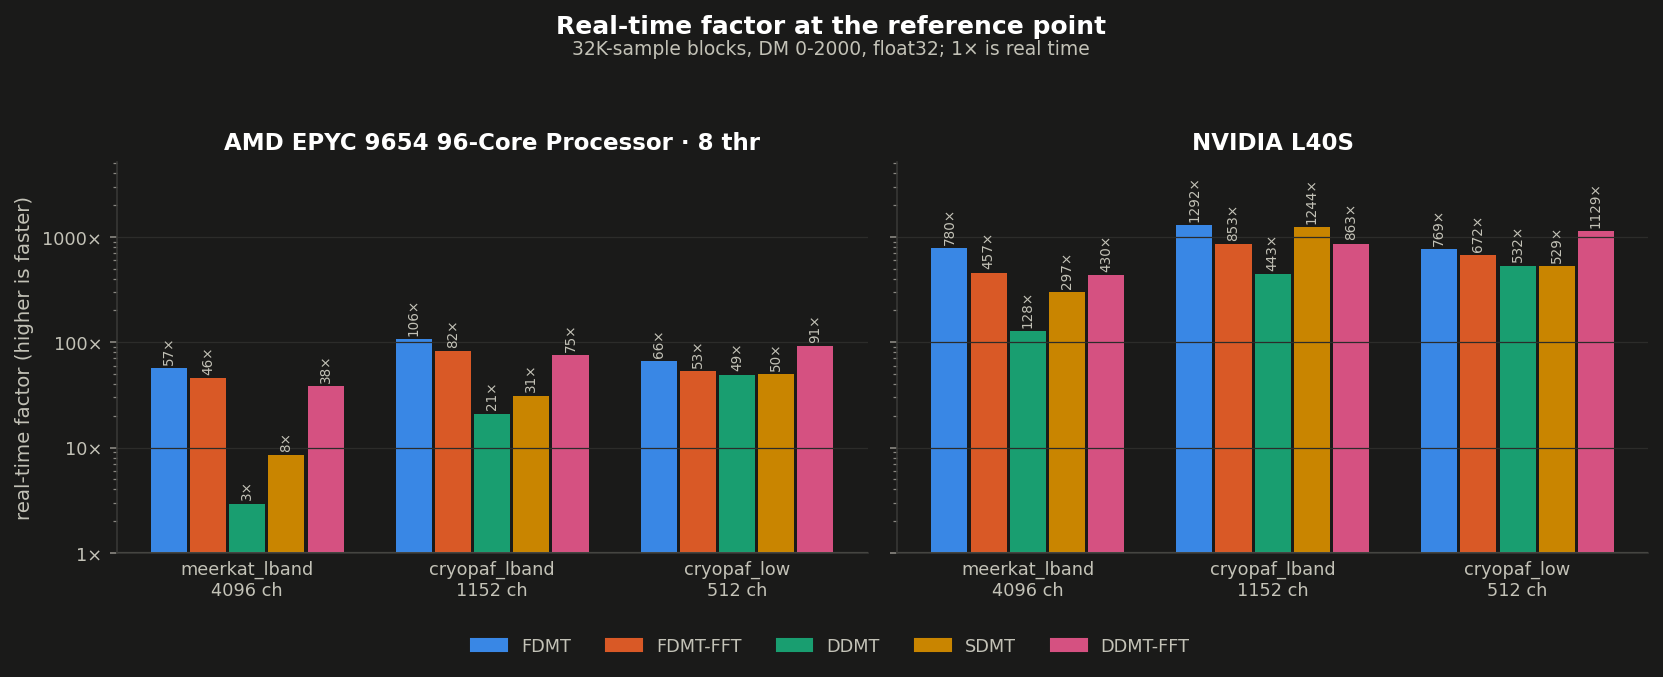 Real-time factor at the reference point
32K-sample blocks, DM 0-2000, float32; 1× is real time
AMD EPYC 9654 96-Core Processor · 8 thr
real-time factor (higher is faster)
1000×
100×
10×
1×
57×
46×
3×
8×
38×
106×
82×
21×
31×
75×
66×
53×
49×
50×
91×
meerkat_lband
4096 ch
cryopaf_lband
1152 ch
cryopaf_low
512 ch
NVIDIA L40S
780×
457×
128×
297×
430×
1292×
853×
443×
1244×
863×
769×
672×
532×
529×
1129×
meerkat_lband
4096 ch
cryopaf_lband
1152 ch
cryopaf_low
512 ch
FDMT
FDMT-FFT
DDMT
SDMT
DDMT-FFT